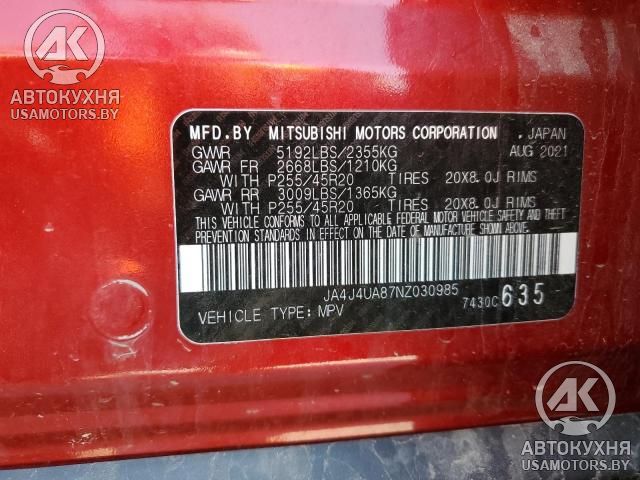 АК
АВТОКУХНЯ
USAMOTORS.BY
MFD.BY MITSUBISHI MOTORS CORPORATION , JAPAN
GVWR 5192LBS/2355KG AUG 2021
GAWR FR 2668LBS/1210KG
WITH P255/45R20 TIRES 20X8.0J RIMS
GAWR RR 3009LBS/1365KG
WITH P255/45R20 TIRES 20X8.0J RIMS
THIS VEHICLE CONFORMS TO ALL APPLICABLE FEDERAL MOTOR VEHICLE SAFETY AND THEFT
PREVENTION STANDARDS IN EFFECT ON THE DATE OF MANUFACTURE SHOWN ABOVE.
JA4J4UA87NZ030985
VEHICLE TYPE: MPV 7430C635
АК
АВТОКУХНЯ
USAMOTORS.BY